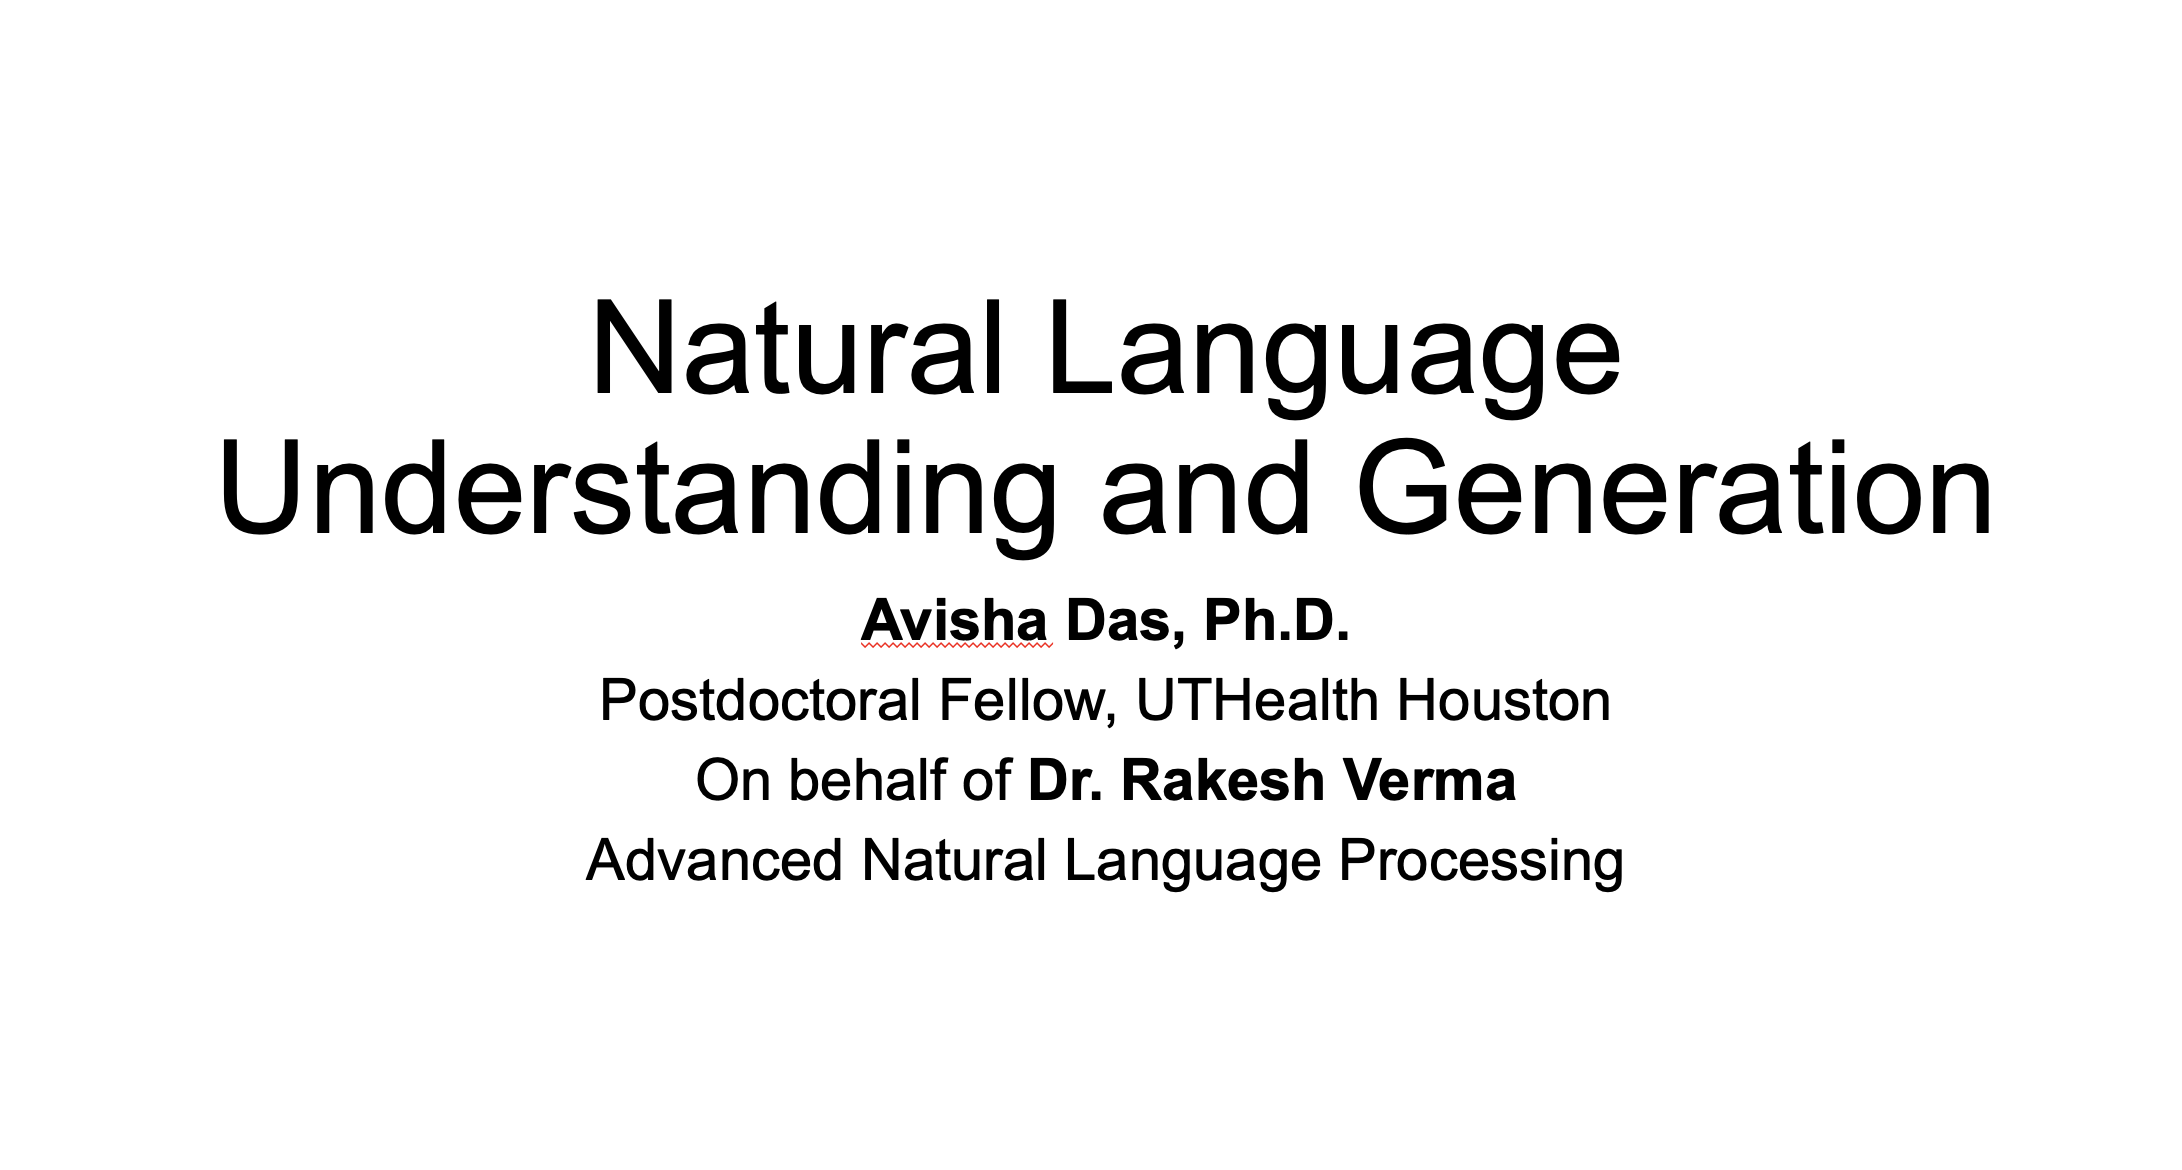 Natural Language
Understanding and Generation
Avisha Das, Ph.D.
Postdoctoral Fellow, UTHealth Houston
On behalf of Dr. Rakesh Verma
Advanced Natural Language Processing